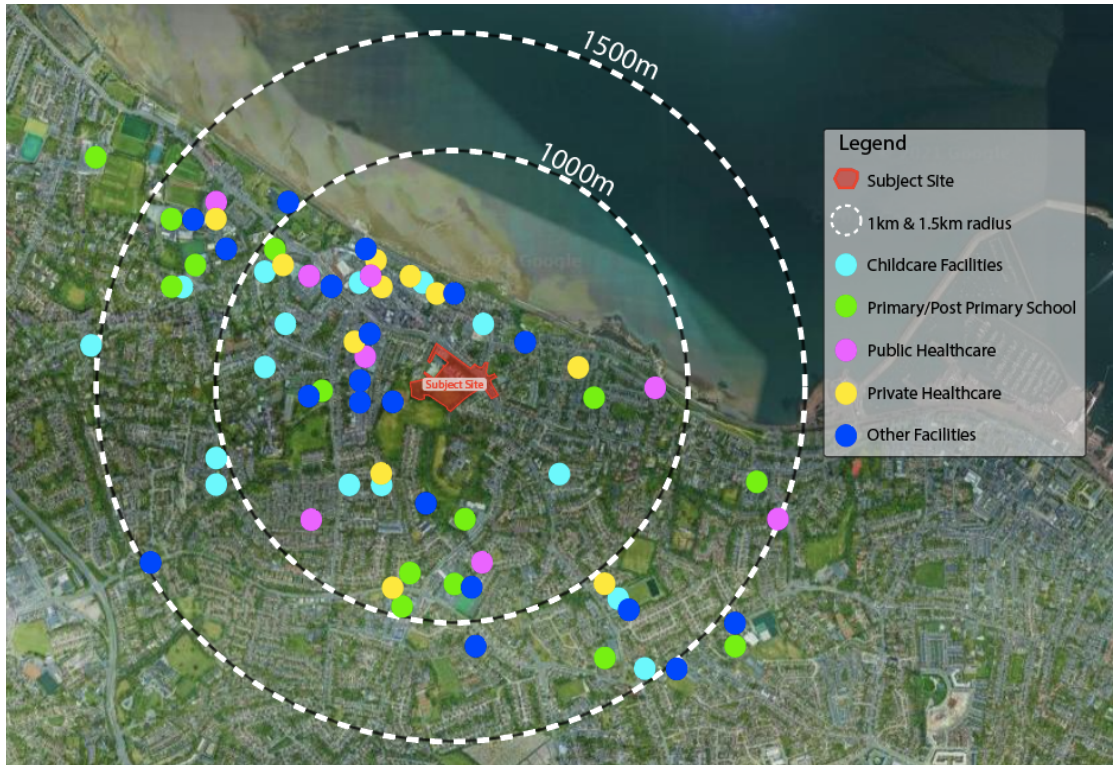 1500m
1000m
Legend
Subject Site
1km & 1.5km radius
Childcare Facilities
Primary/Post Primary School
Public Healthcare
Private Healthcare
Other Facilities
Google
Subject Site